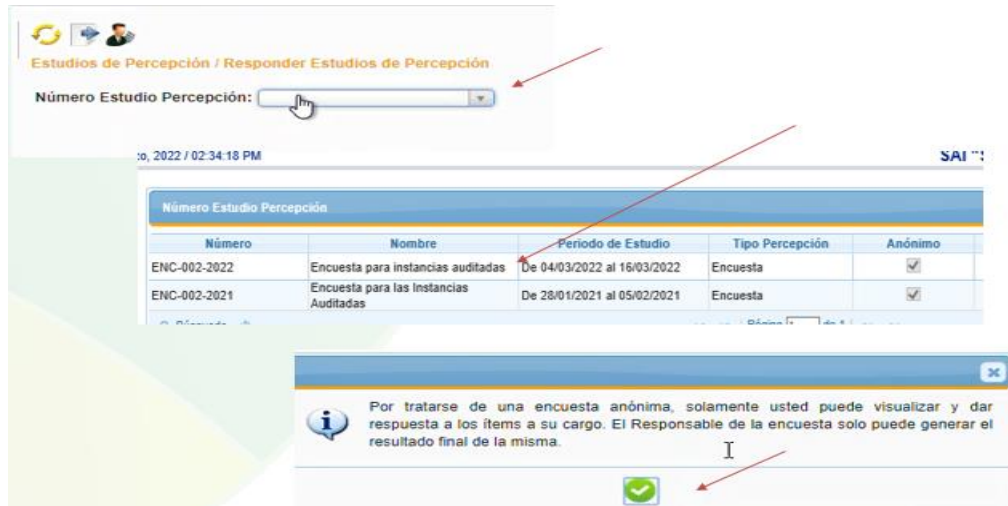 Estudios de Percepción / Responder Estudios de Percepción
Número Estudio Percepción:
o, 2022 / 02:34:18 PM
SAI "S
Número Estudio Percepción
Número Nombre Periodo de Estudio Tipo Percepción Anónimo
ENC-002-2022 Encuesta para instancias auditadas De 04/03/2022 al 16/03/2022 Encuesta
ENC-002-2021 Encuesta para las Instancias Auditadas De 28/01/2021 al 05/02/2021 Encuesta
Búsqueda Página 1 de 1
Por tratarse de una encuesta anónima, solamente usted puede visualizar y dar
respuesta a los ítems a su cargo. El Responsable de la encuesta solo puede generar el
resultado final de la misma.